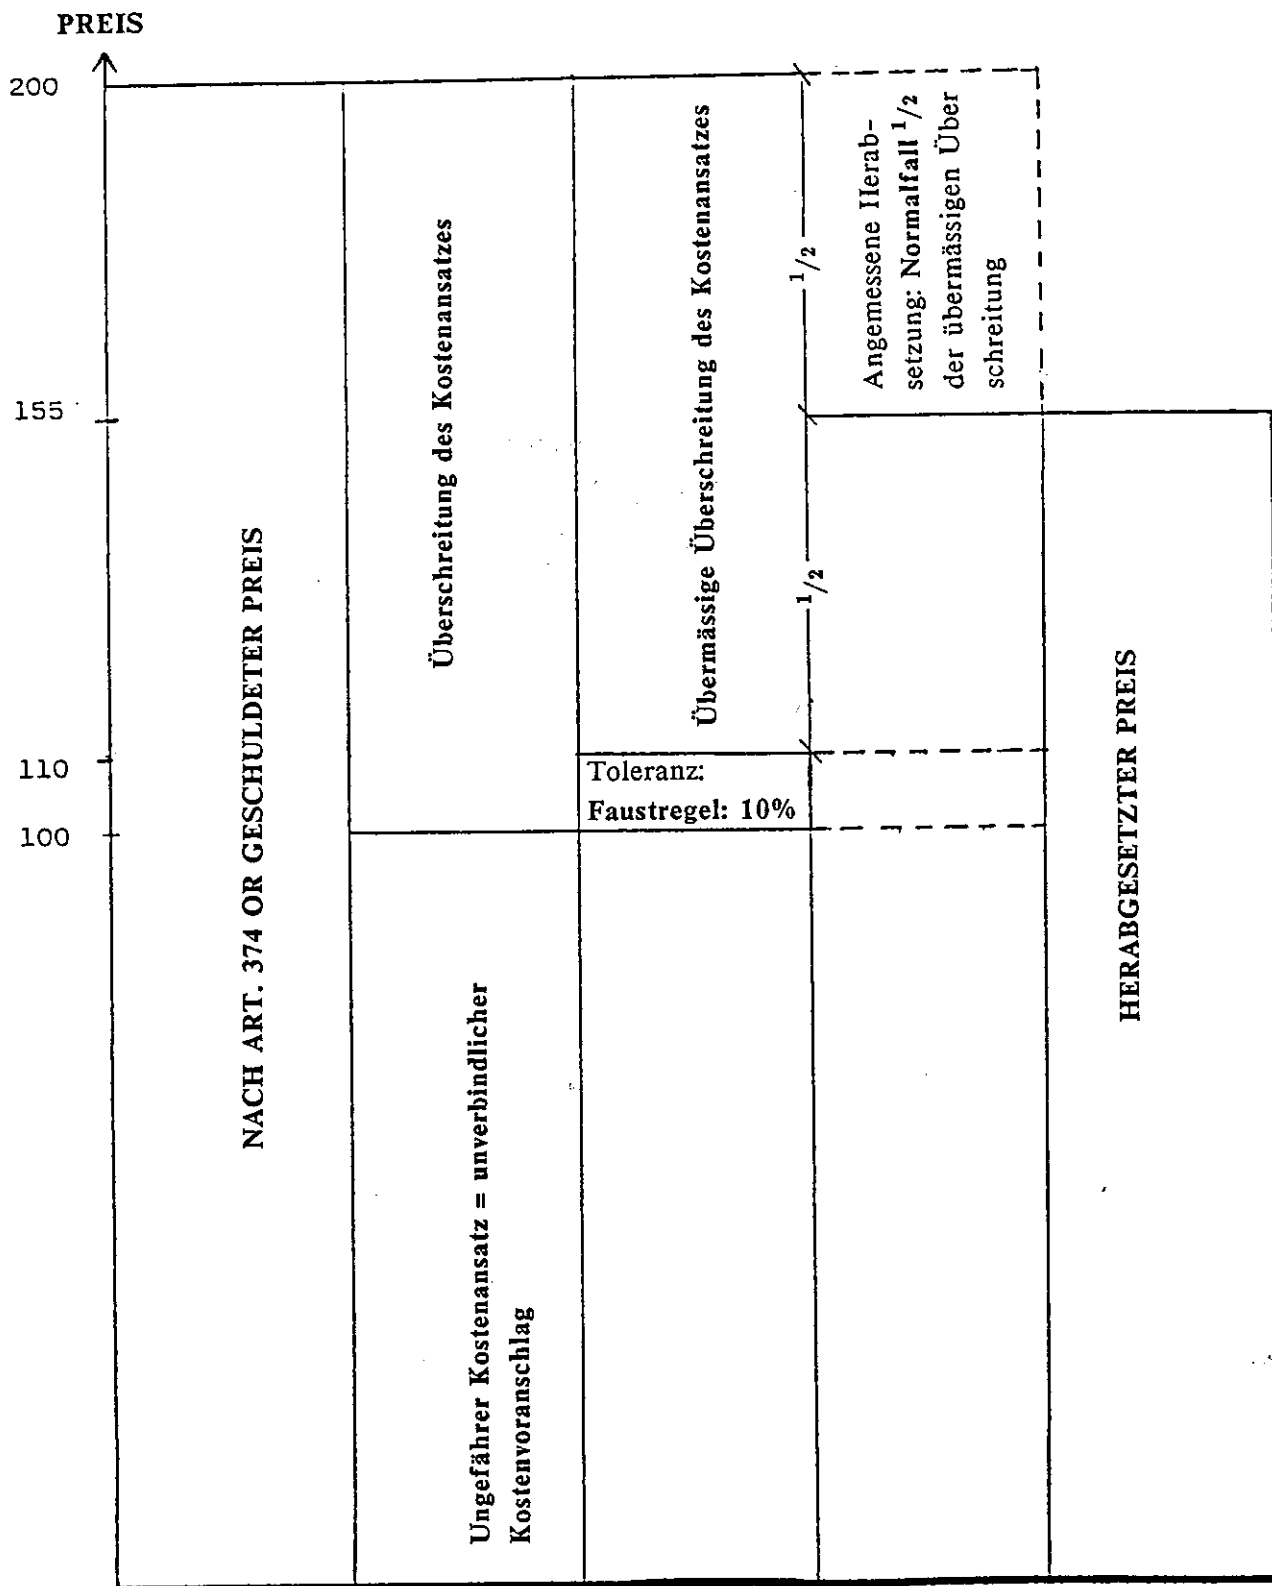 PREIS
200
155
110
100
NACH ART. 374 OR GESCHULDETER PREIS
Überschreitung des Kostenansatzes
Ungefährer Kostenansatz = unverbindlicher
Kostenvoranschlag
Übermässige Überschreitung des Kostenansatzes
Toleranz:
Faustregel: 10%
1/2
1/2
Angemessene Herab-
setzung: Normalfall 1/2
der übermässigen Über
schreitung
HERABGESETZTER PREIS